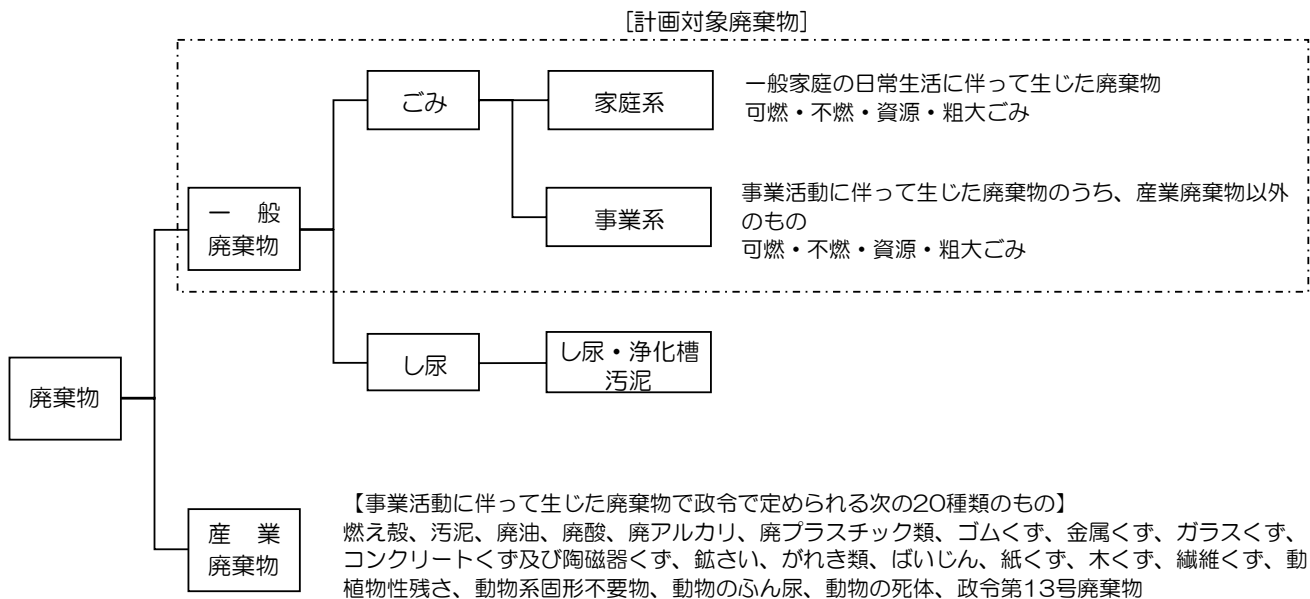 [計画対象廃棄物]
ごみ
家庭系
一般家庭の日常生活に伴って生じた廃棄物
可燃・不燃・資源・粗大ごみ
一　般
廃棄物
事業系
事業活動に伴って生じた廃棄物のうち、産業廃棄物以外
のもの
可燃・不燃・資源・粗大ごみ
し尿
し尿・浄化槽
汚泥
廃棄物
産　業
廃棄物
【事業活動に伴って生じた廃棄物で政令で定められる次の20種類のもの】
燃え殻、汚泥、廃油、廃酸、廃アルカリ、廃プラスチック類、ゴムくず、金属くず、ガラスくず、
コンクリートくず及び陶磁器くず、鉱さい、がれき類、ばいじん、紙くず、木くず、繊維くず、動
植物性残さ、動物系固形不要物、動物のふん尿、動物の死体、政令第13号廃棄物